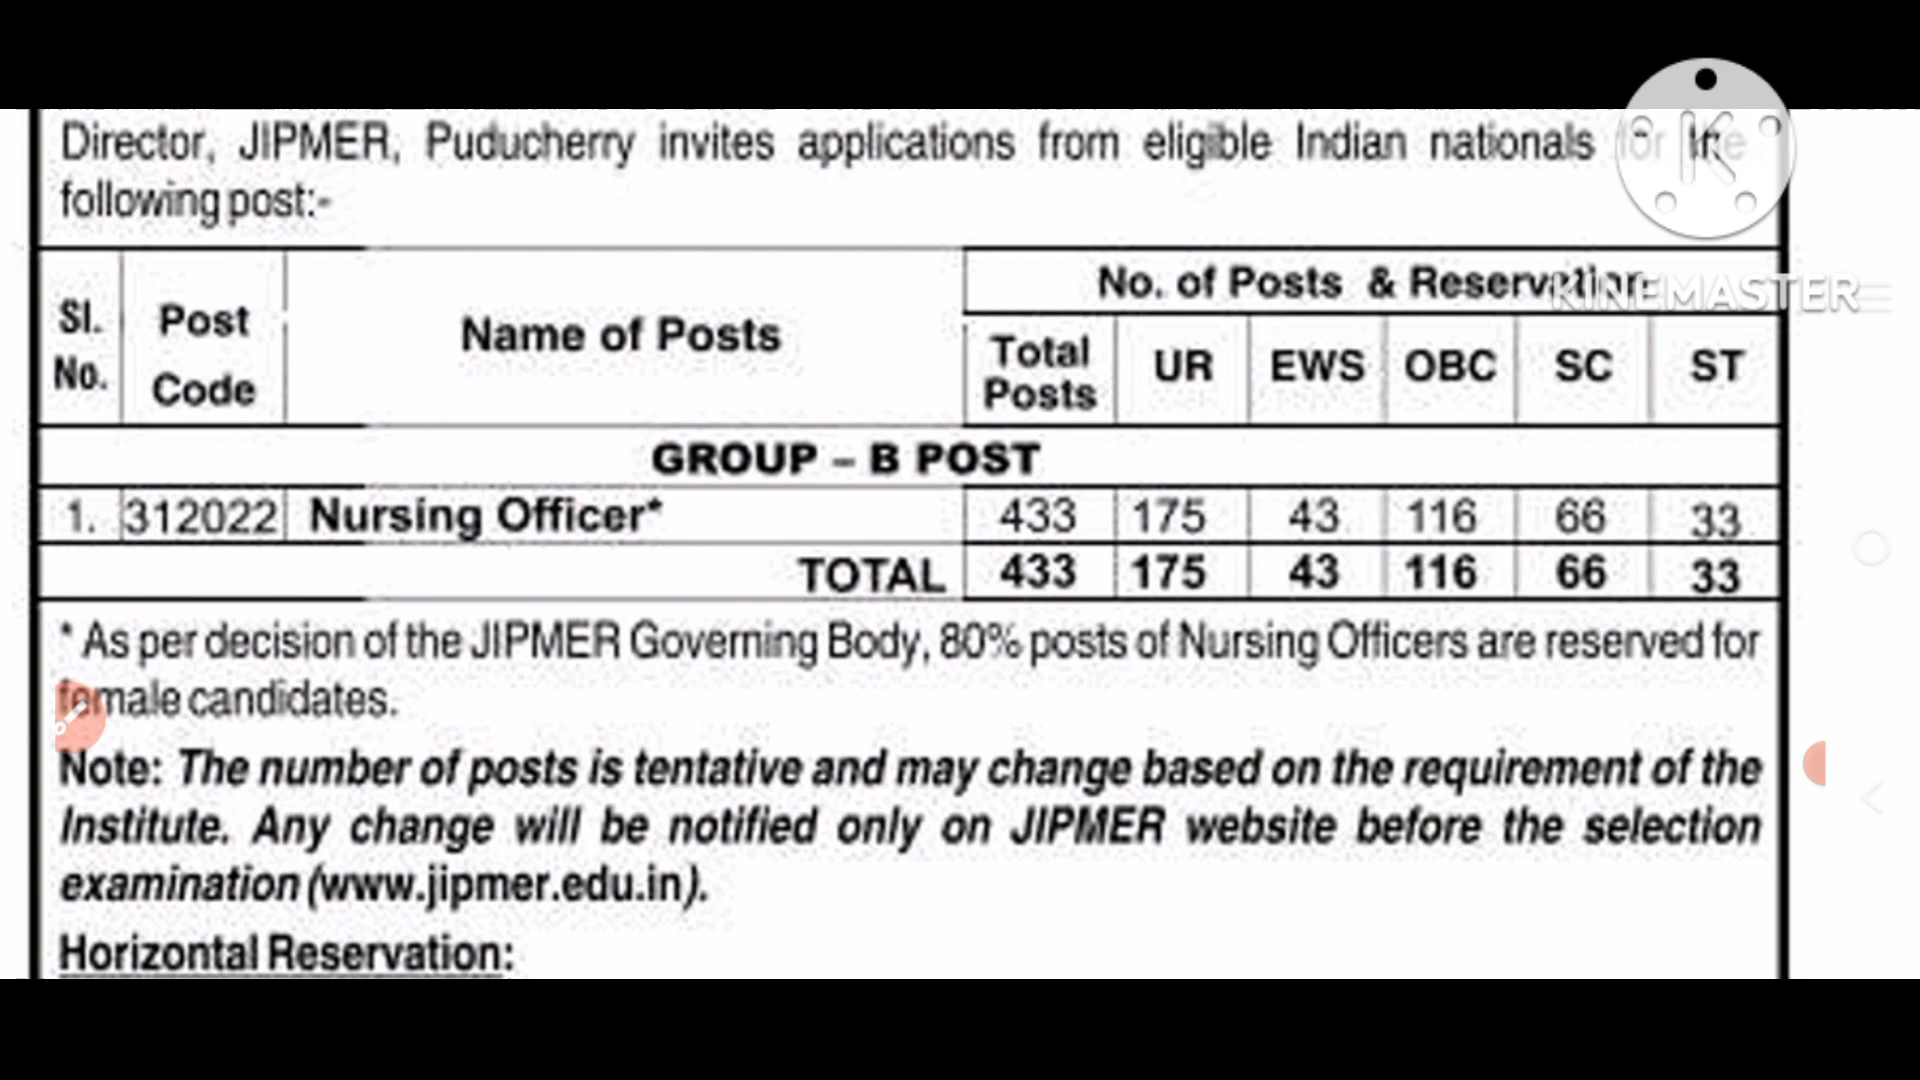 Director, JIPMER, Puducherry invites applications from eligible Indian nationals for the
following post:-
Sl. No. Post Code Name of Posts No. of Posts & Reservation
Total Posts UR EWS OBC SC ST
GROUP – B POST
1. 312022 Nursing Officer* 433 175 43 116 66 33
TOTAL 433 175 43 116 66 33
* As per decision of the JIPMER Governing Body, 80% posts of Nursing Officers are reserved for
female candidates.
Note: The number of posts is tentative and may change based on the requirement of the
Institute. Any change will be notified only on JIPMER website before the selection
examination (www.jipmer.edu.in).
Horizontal Reservation:
K
KINEMASTER